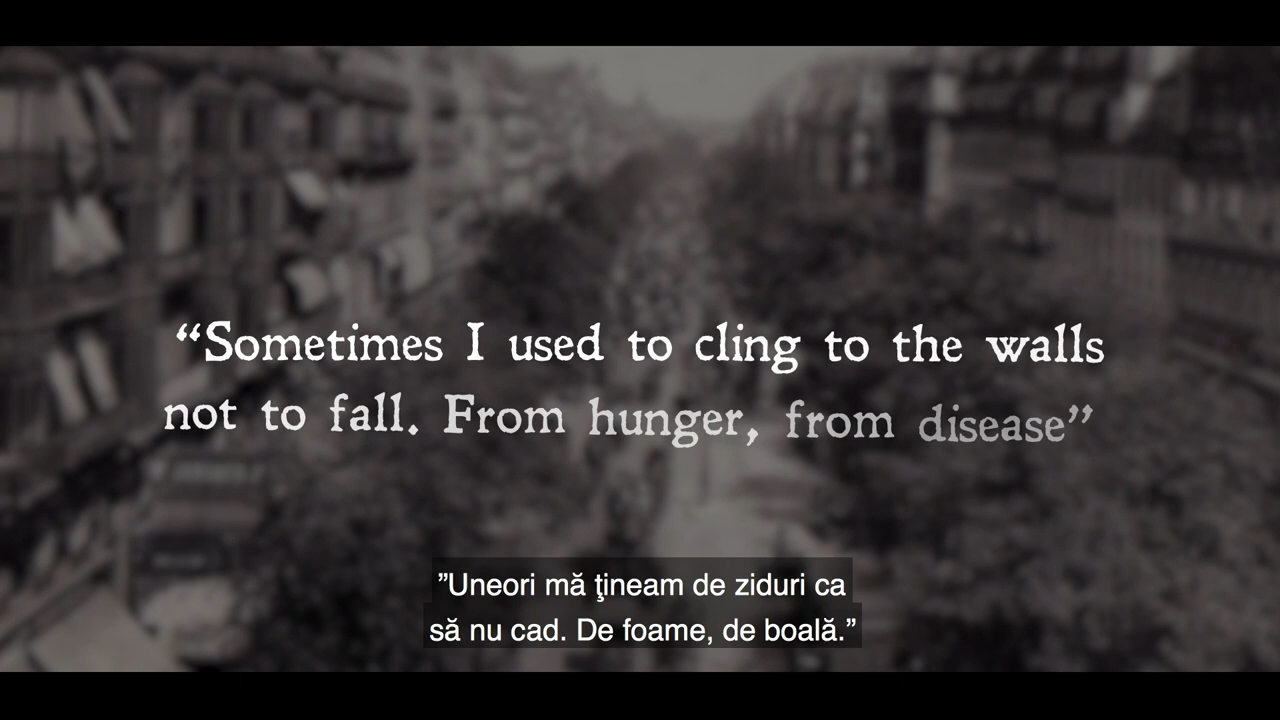 “Sometimes I used to cling to the walls
not to fall. From hunger, from disease”
”Uneori mă ţineam de ziduri ca
să nu cad. De foame, de boală.”